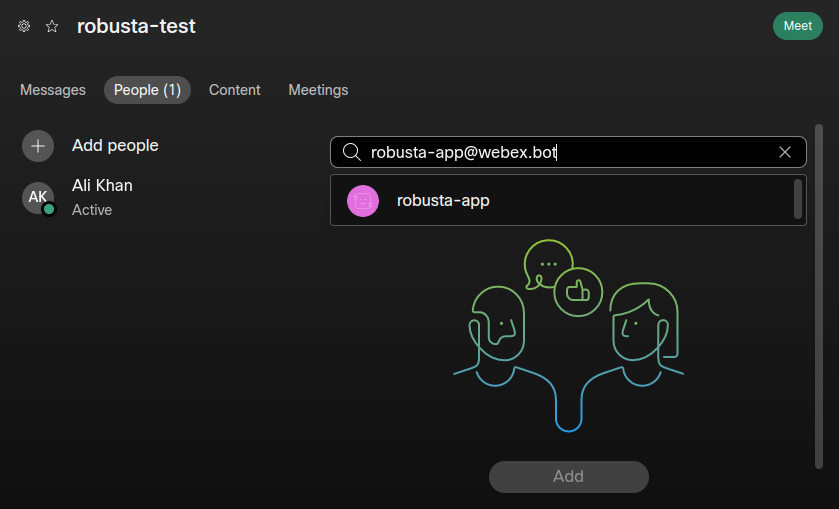 robusta-test
Meet
Messages
People (1)
Content
Meetings
Add people
AK
Ali Khan
Active
robusta-app@webex.bot
robusta-app
Add